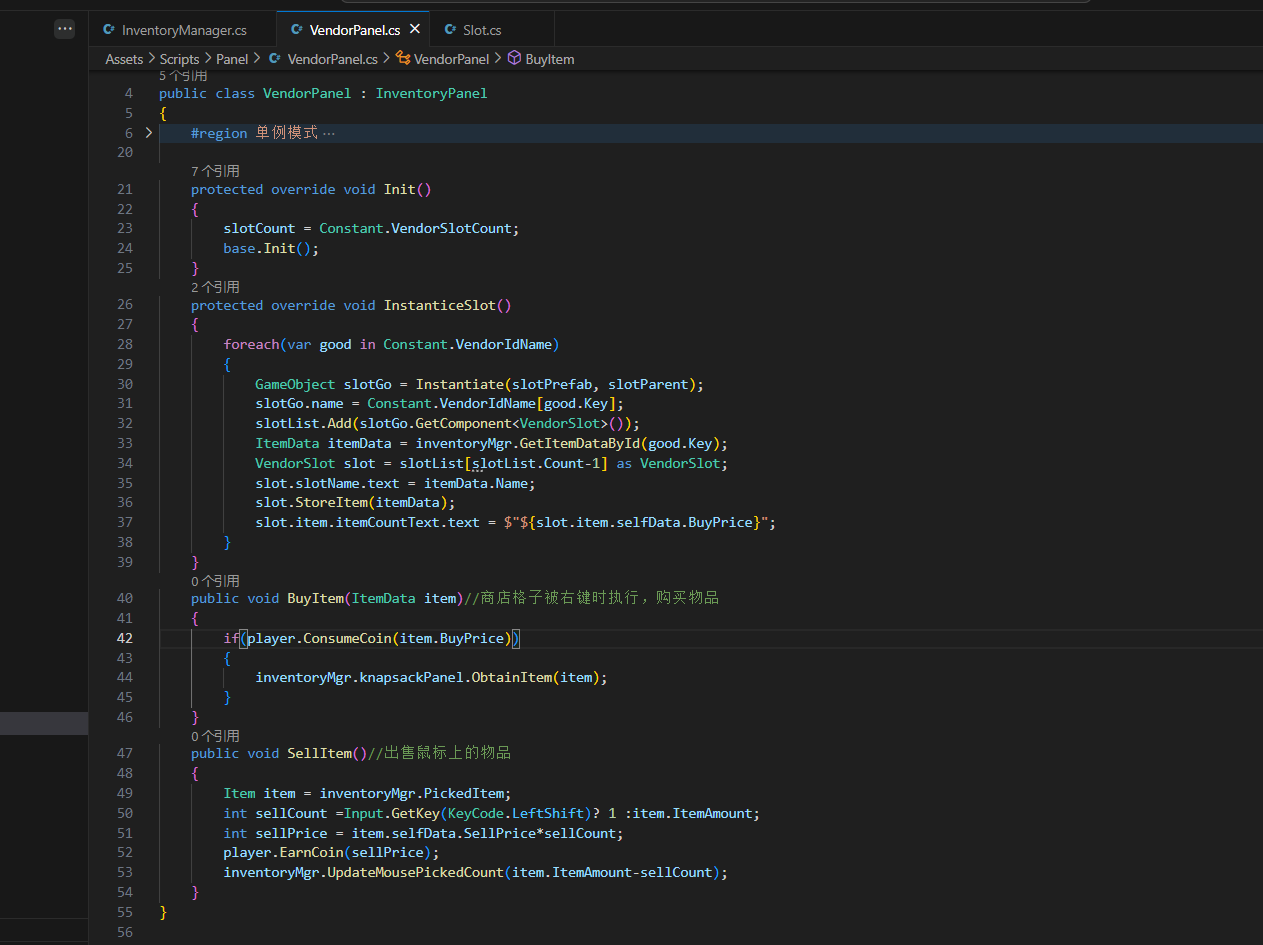 InventoryManager.cs VendorPanel.cs Slot.cs
Assets > Scripts > Panel > VendorPanel.cs > VendorPanel > BuyItem
5 个引用
4 public class VendorPanel : InventoryPanel
5 {
6 #region 单例模式 ···
20
7 个引用
21 protected override void Init()
22 {
23 slotCount = Constant.VendorSlotCount;
24 base.Init();
25 }
2 个引用
26 protected override void InstanticeSlot()
27 {
28 foreach(var good in Constant.VendorIdName)
29 {
30 GameObject slotGo = Instantiate(slotPrefab, slotParent);
31 slotGo.name = Constant.VendorIdName[good.Key];
32 slotList.Add(slotGo.GetComponent<VendorSlot>());
33 ItemData itemData = inventoryMgr.GetItemDataById(good.Key);
34 VendorSlot slot = slotList[slotList.Count-1] as VendorSlot;
35 slot.slotName.text = itemData.Name;
36 slot.StoreItem(itemData);
37 slot.item.itemCountText.text = $"${slot.item.selfData.BuyPrice}";
38 }
39 }
0 个引用
40 public void BuyItem(ItemData item)//商店格子被右键时执行，购买物品
41 {
42 if(player.ConsumeCoin(item.BuyPrice))
43 {
44 inventoryMgr.knapsackPanel.ObtainItem(item);
45 }
46 }
0 个引用
47 public void SellItem()//出售鼠标上的物品
48 {
49 Item item = inventoryMgr.PickedItem;
50 int sellCount =Input.GetKey(KeyCode.LeftShift)? 1 :item.ItemAmount;
51 int sellPrice = item.selfData.SellPrice*sellCount;
52 player.EarnCoin(sellPrice);
53 inventoryMgr.UpdateMousePickedCount(item.ItemAmount-sellCount);
54 }
55 }
56